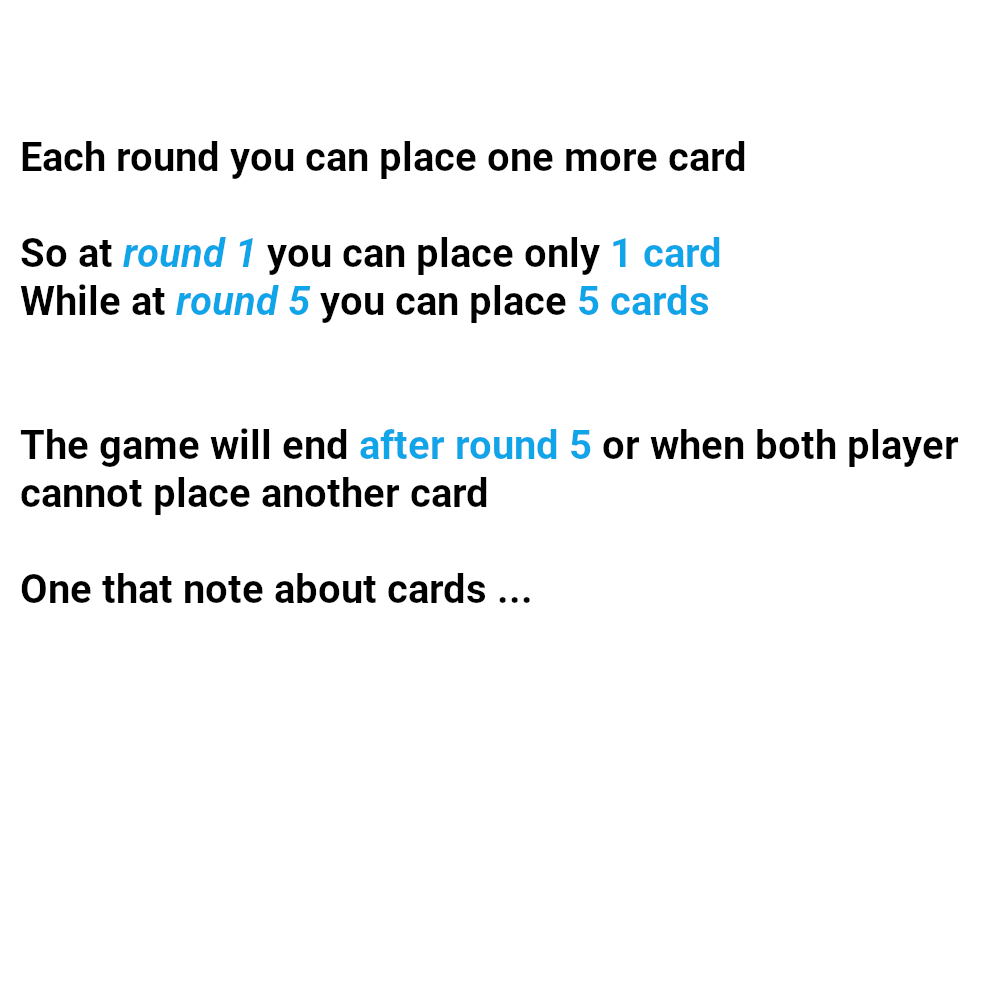 Each round you can place one more card
So at round 1 you can place only 1 card
While at round 5 you can place 5 cards
The game will end after round 5 or when both player
cannot place another card
One that note about cards ...